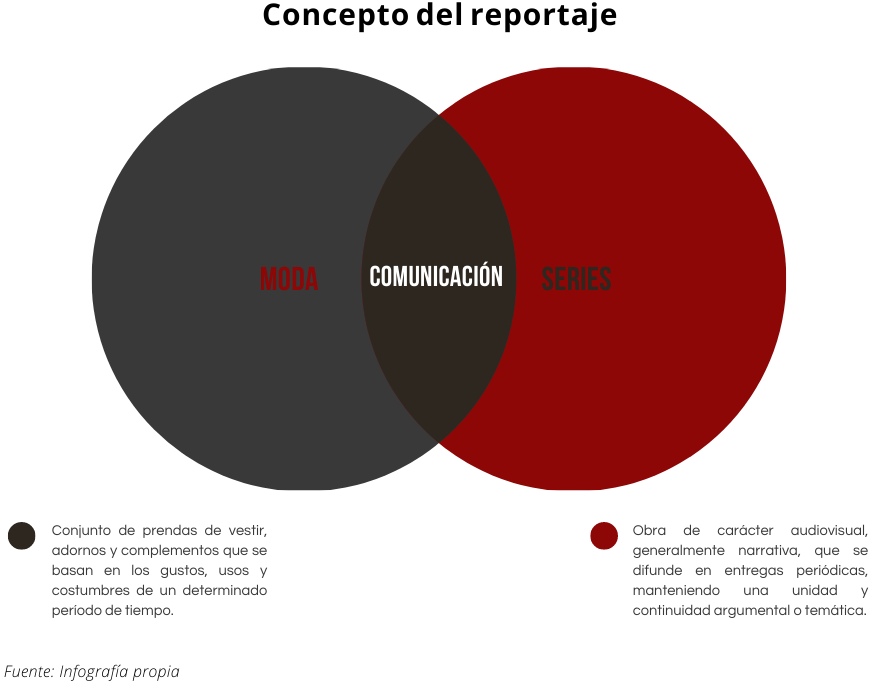 Concepto del reportaje
MODA
COMUNICACIÓN
SERIES
Conjunto de prendas de vestir,
adornos y complementos que se
basan en los gustos, usos y
costumbres de un determinado
período de tiempo.
Obra de carácter audiovisual,
generalmente narrativa, que se
difunde en entregas periódicas,
manteniendo una unidad y
continuidad argumental o temática.
Fuente: Infografía propia